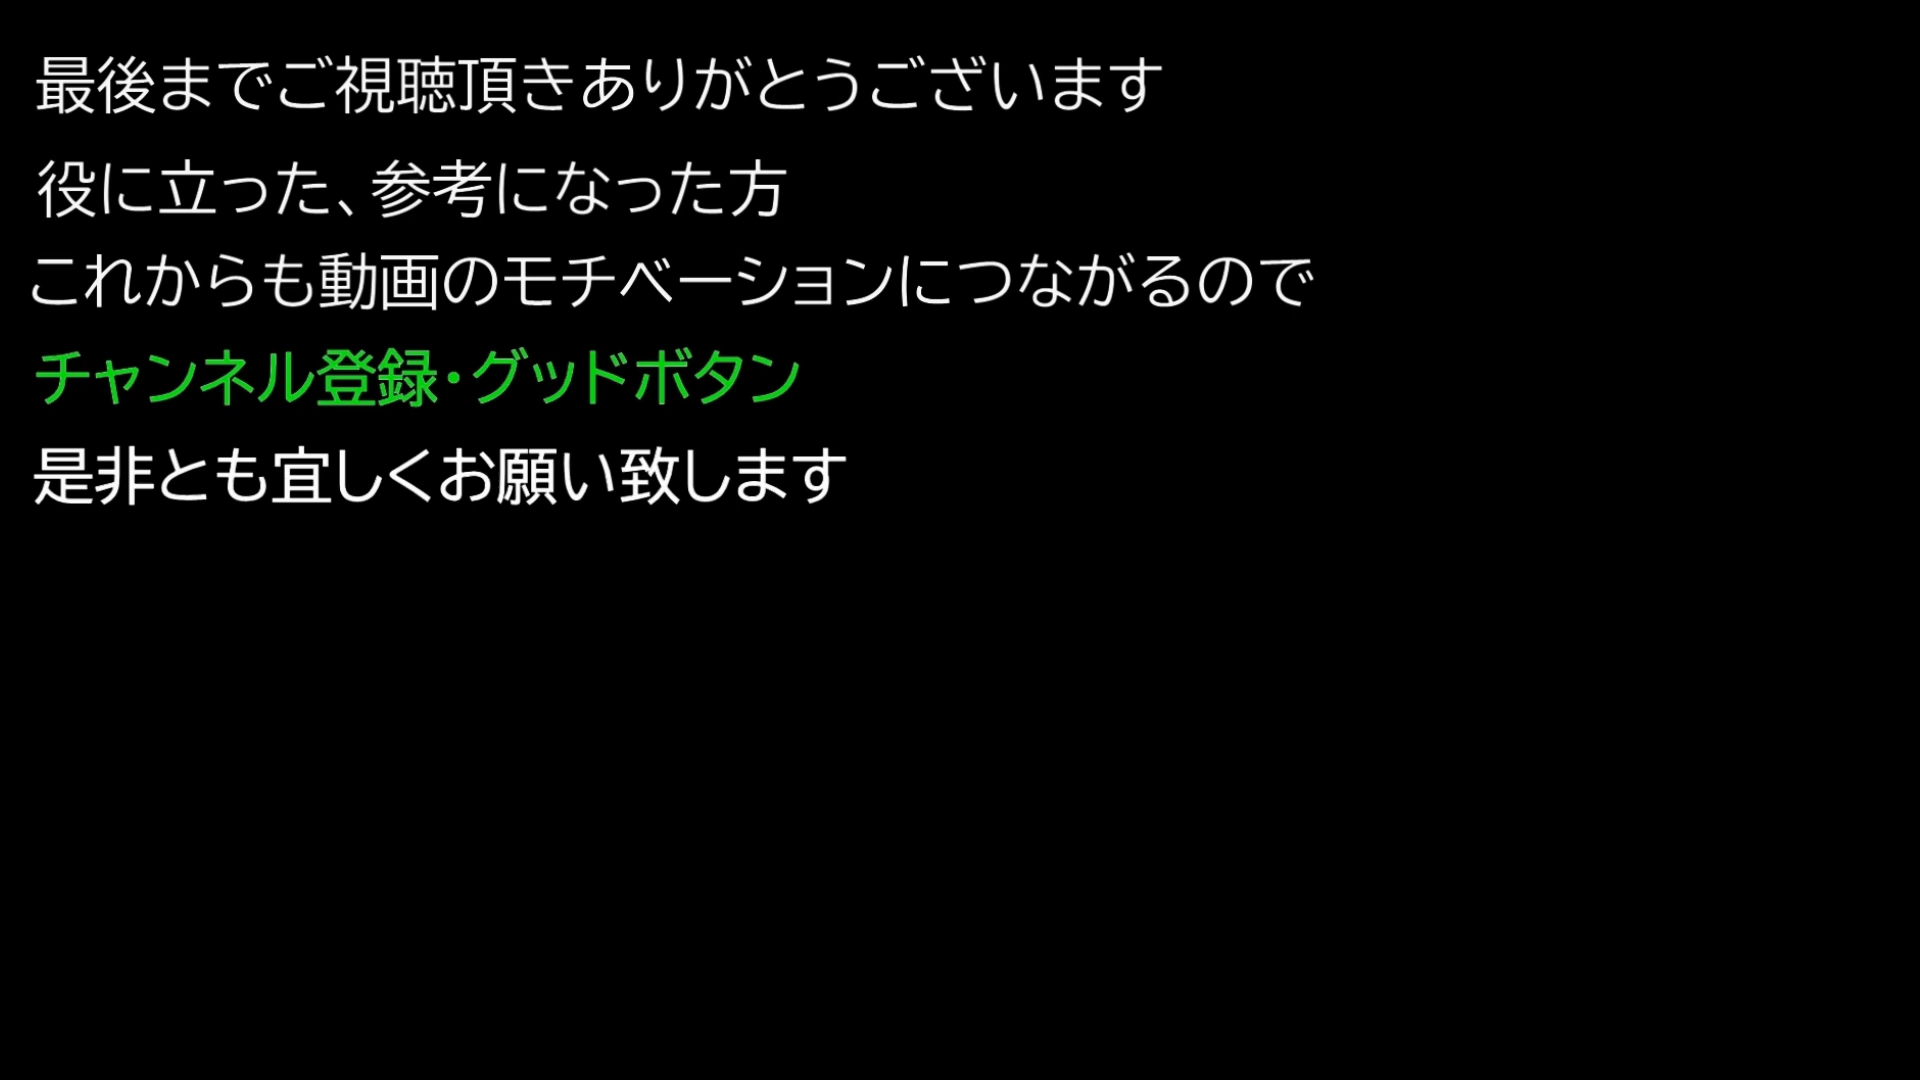 最後までご視聴頂きありがとうございます
役に立った、参考になった方
これからも動画のモチベーションにつながるので
チャンネル登録・グッドボタン
是非とも宜しくお願い致します